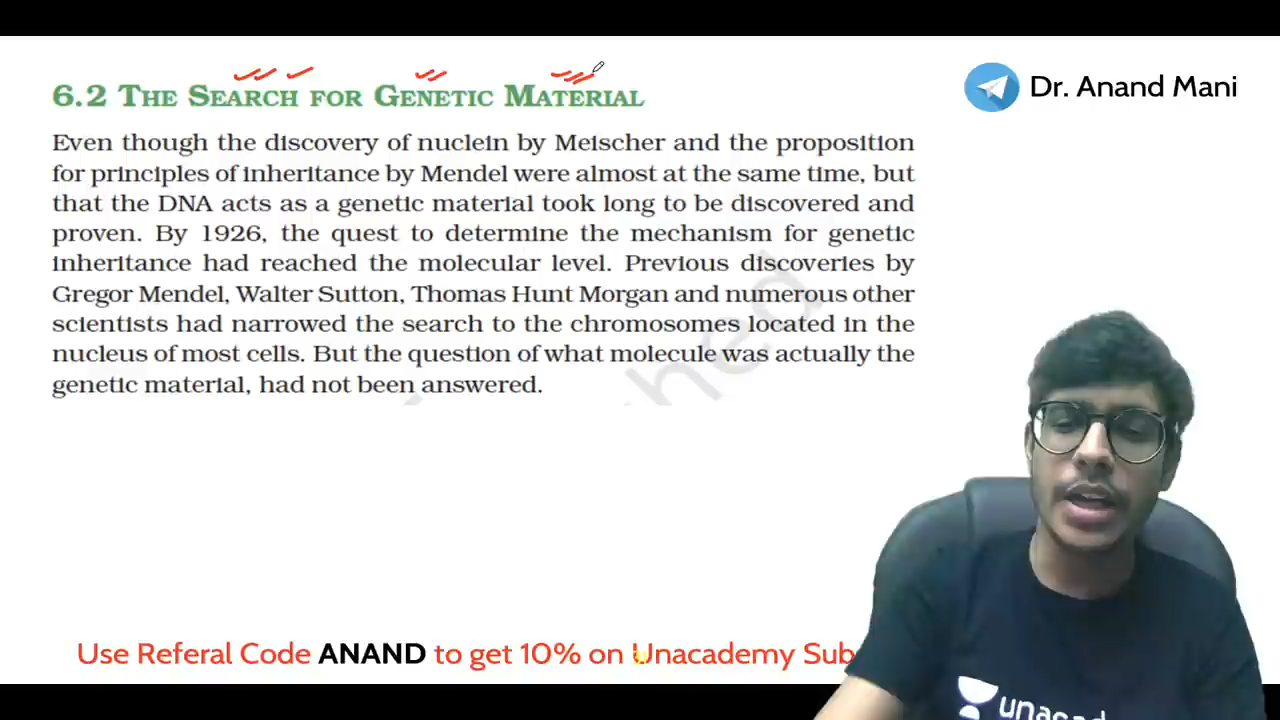 6.2 The Search for Genetic Material
Dr. Anand Mani
Even though the discovery of nuclein by Meischer and the proposition
for principles of inheritance by Mendel were almost at the same time, but
that the DNA acts as a genetic material took long to be discovered and
proven. By 1926, the quest to determine the mechanism for genetic
inheritance had reached the molecular level. Previous discoveries by
Gregor Mendel, Walter Sutton, Thomas Hunt Morgan and numerous other
scientists had narrowed the search to the chromosomes located in the
nucleus of most cells. But the question of what molecule was actually the
genetic material, had not been answered.
Use Referal Code ANAND to get 10% on Unacademy Sub